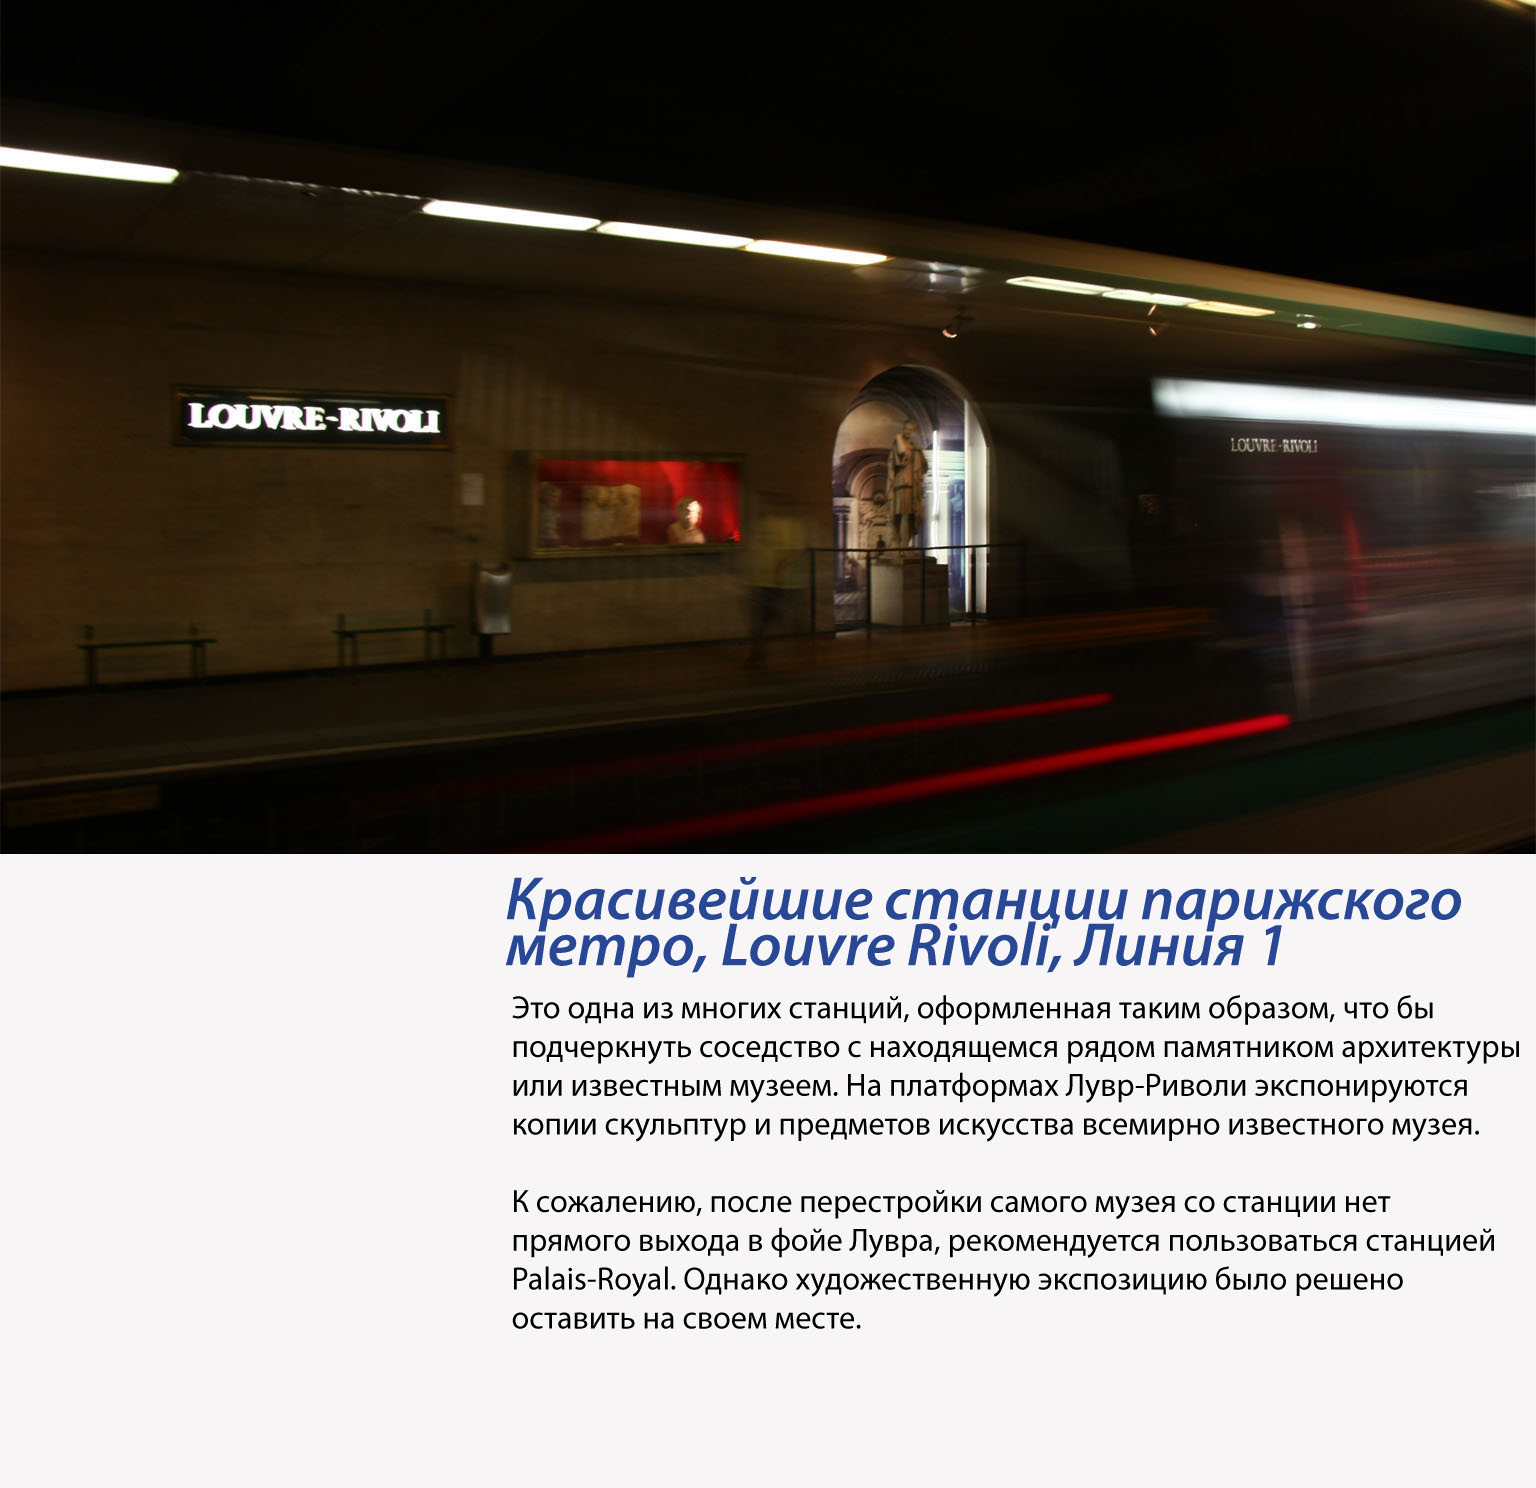 LOUVRE-RIVOLI
LOUVRE-RIVOLI
Красивейшие станции парижского
метро, Louvre Rivoli, Линия 1
Это одна из многих станций, оформленная таким образом, что бы
подчеркнуть соседство с находящемся рядом памятником архитектуры
или известным музеем. На платформах Лувр-Риволи экспонируются
копии скульптур и предметов искусства всемирно известного музея.
К сожалению, после перестройки самого музея со станции нет
прямого выхода в фойе Лувра, рекомендуется пользоваться станцией
Palais-Royal. Однако художественную экспозицию было решено
оставить на своем месте.